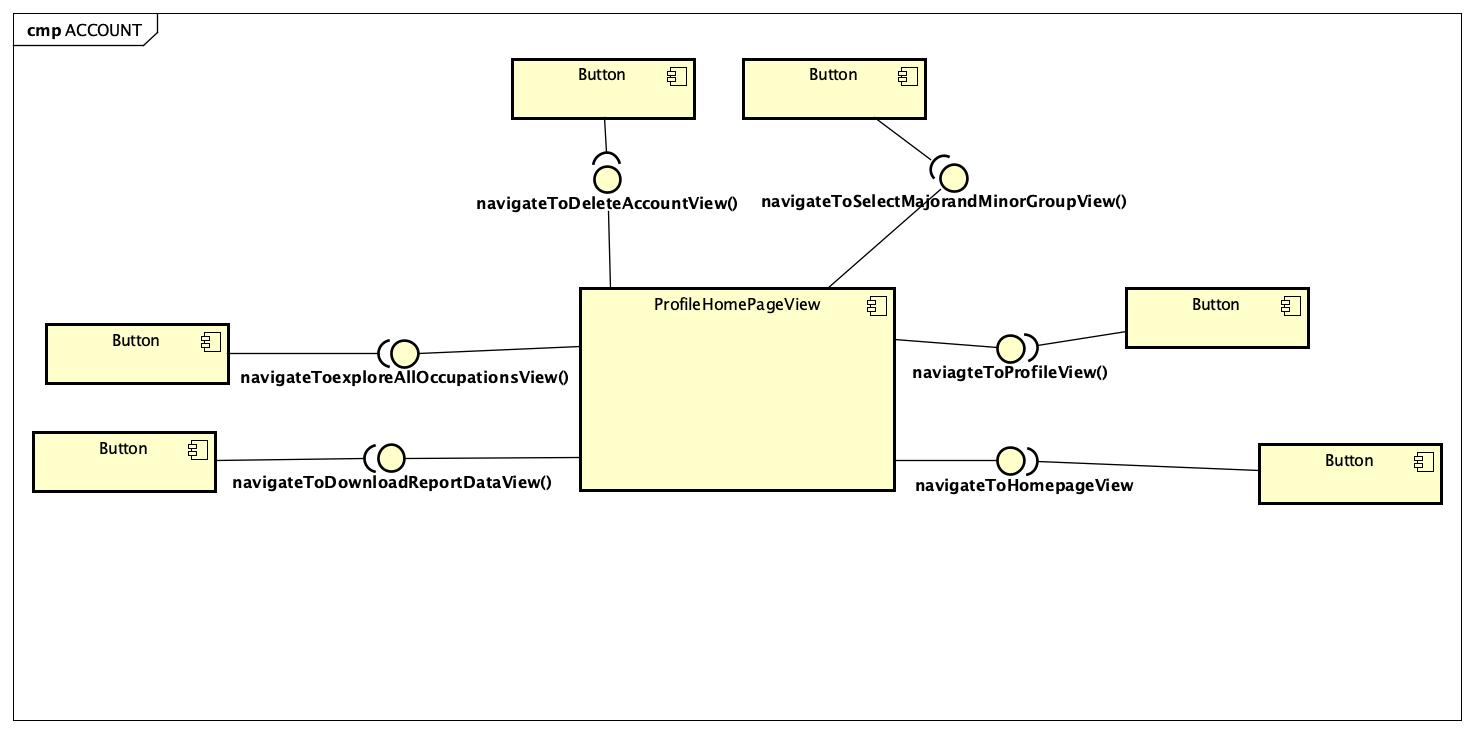 cmp ACCOUNT
Button
Button
navigateToDeleteAccountView()
navigateToSelectMajorandMinorGroupView()
ProfileHomePageView
Button
Button
navigateToexploreAllOccupationsView()
naviagteToProfileView()
Button
Button
navigateToDownloadReportDataView()
navigateToHomepageView